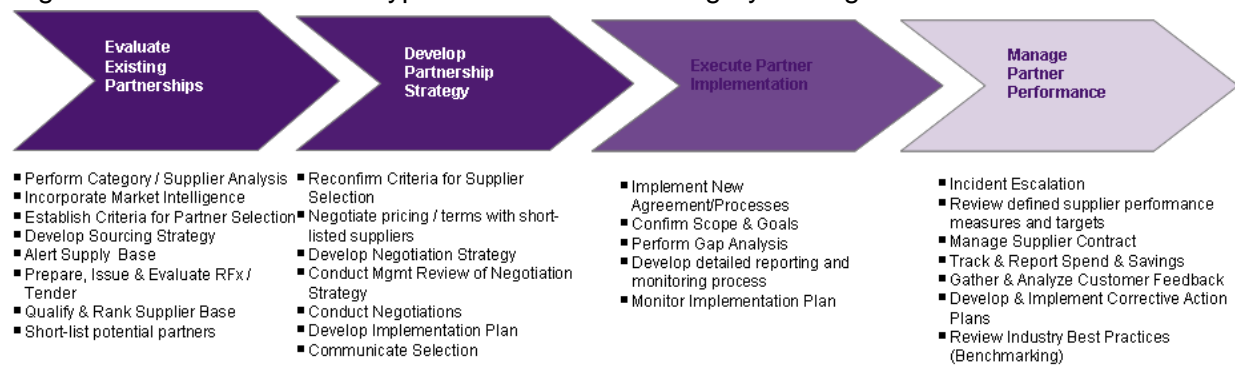 Evaluate
Existing
Partnerships
Develop
Partnership
Strategy
Execute Partner
Implementation
Manage
Partner
Performance
▪ Perform Category / Supplier Analysis
▪ Incorporate Market Intelligence
▪ Establish Criteria for Partner Selection
▪ Develop Sourcing Strategy
▪ Alert Supply Base
▪ Prepare, Issue & Evaluate RFx /
Tender
▪ Qualify & Rank Supplier Base
▪ Short-list potential partners
▪ Reconfirm Criteria for Supplier
Selection
▪ Negotiate pricing / terms with short-
listed suppliers
▪ Develop Negotiation Strategy
▪ Conduct Mgmt Review of Negotiation
Strategy
▪ Conduct Negotiations
▪ Develop Implementation Plan
▪ Communicate Selection
▪ Implement New
Agreement/Processes
▪ Confirm Scope & Goals
▪ Perform Gap Analysis
▪ Develop detailed reporting and
monitoring process
▪ Monitor Implementation Plan
▪ Incident Escalation
▪ Review defined supplier performance
measures and targets
▪ Manage Supplier Contract
▪ Track & Report Spend & Savings
▪ Gather & Analyze Customer Feedback
▪ Develop & Implement Corrective Action
Plans
▪ Review Industry Best Practices
(Benchmarking)